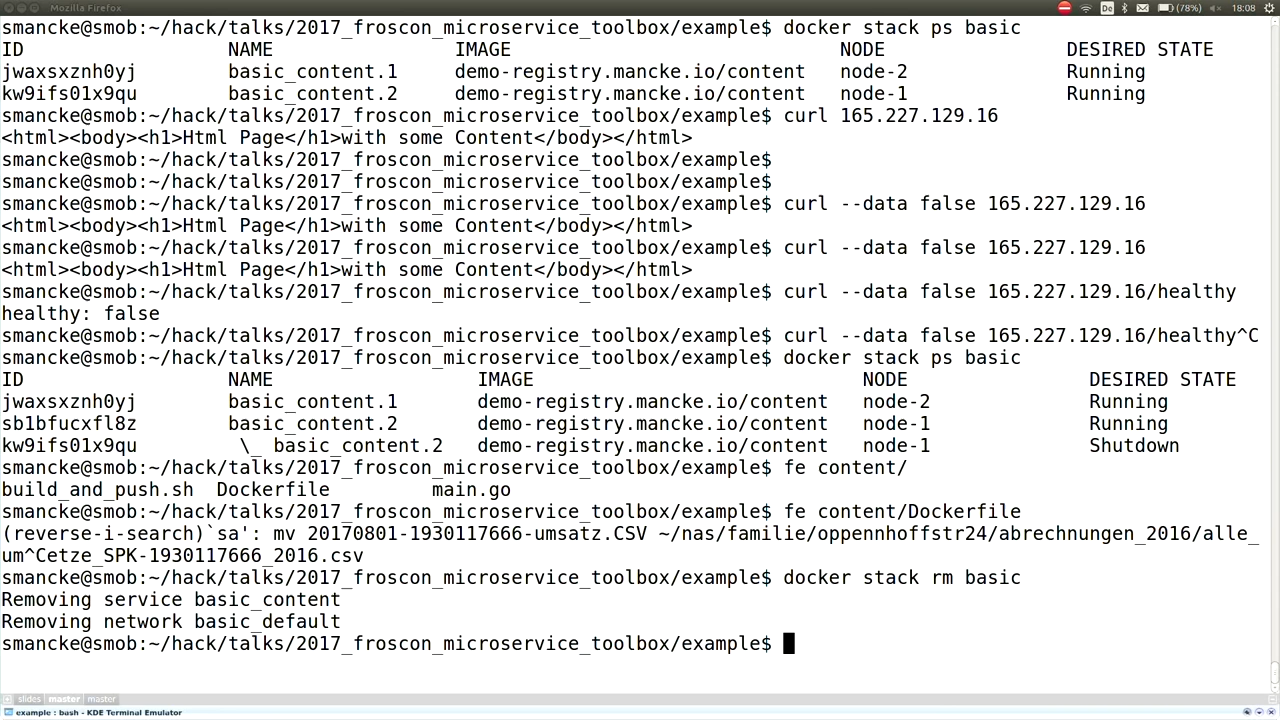 Mozilla Firefox
De
(78%)
18:08
smancke@smob:~/hack/talks/2017_froscon_microservice_toolbox/example$ docker stack ps basic
ID NAME IMAGE NODE DESIRED STATE
jwaxsxznh0yj basic_content.1 demo-registry.mancke.io/content node-2 Running
kw9ifs01x9qu basic_content.2 demo-registry.mancke.io/content node-1 Running
smancke@smob:~/hack/talks/2017_froscon_microservice_toolbox/example$ curl 165.227.129.16
<html><body><h1>Html Page</h1>with some Content</body></html>
smancke@smob:~/hack/talks/2017_froscon_microservice_toolbox/example$
smancke@smob:~/hack/talks/2017_froscon_microservice_toolbox/example$
smancke@smob:~/hack/talks/2017_froscon_microservice_toolbox/example$ curl --data false 165.227.129.16
<html><body><h1>Html Page</h1>with some Content</body></html>
smancke@smob:~/hack/talks/2017_froscon_microservice_toolbox/example$ curl --data false 165.227.129.16
<html><body><h1>Html Page</h1>with some Content</body></html>
smancke@smob:~/hack/talks/2017_froscon_microservice_toolbox/example$ curl --data false 165.227.129.16/healthy
healthy: false
smancke@smob:~/hack/talks/2017_froscon_microservice_toolbox/example$ curl --data false 165.227.129.16/healthy^C
smancke@smob:~/hack/talks/2017_froscon_microservice_toolbox/example$ docker stack ps basic
ID NAME IMAGE NODE DESIRED STATE
jwaxsxznh0yj basic_content.1 demo-registry.mancke.io/content node-2 Running
sb1bfucxfl8z basic_content.2 demo-registry.mancke.io/content node-1 Running
kw9ifs01x9qu \_ basic_content.2 demo-registry.mancke.io/content node-1 Shutdown
smancke@smob:~/hack/talks/2017_froscon_microservice_toolbox/example$ fe content/
build_and_push.sh Dockerfile main.go
smancke@smob:~/hack/talks/2017_froscon_microservice_toolbox/example$ fe content/Dockerfile
(reverse-i-search)`sa': mv 20170801-1930117666-umsatz.CSV ~/nas/familie/oppennhoffstr24/abrechnungen_2016/alle_
um^Cetze_SPK-1930117666_2016.csv
smancke@smob:~/hack/talks/2017_froscon_microservice_toolbox/example$ docker stack rm basic
Removing service basic_content
Removing network basic_default
smancke@smob:~/hack/talks/2017_froscon_microservice_toolbox/example$
slides master master
example : bash - KDE Terminal Emulator